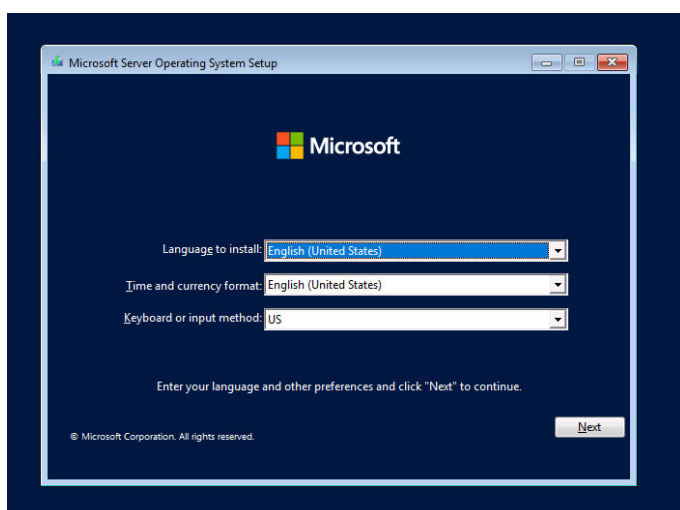 Microsoft Server Operating System Setup
Microsoft
Language to install: English (United States)
Time and currency format: English (United States)
Keyboard or input method: US
Enter your language and other preferences and click "Next" to continue.
Next
© Microsoft Corporation. All rights reserved.